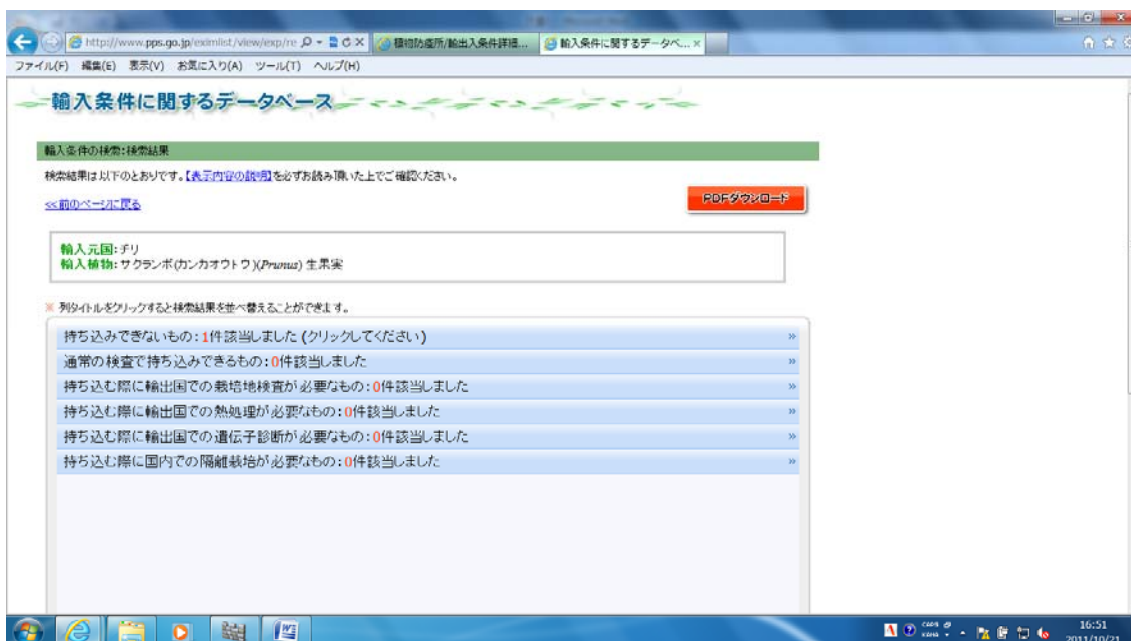 http://www.pps.go.jp/eximlist/view/exp/re
植物防疫所/輸出入条件詳細...
輸入条件に関するデータベ... ×
ファイル(F) 編集(E) 表示(V) お気に入り(A) ツール(T) ヘルプ(H)
輸入条件に関するデータベース
輸入条件の検索:検索結果
検索結果は以下のとおりです。【表示内容の説明】を必ずお読み頂いた上でご確認ください。
PDFダウンロード
<<前のページに戻る
輸入元国:チリ
輸入植物:サクランボ(カンカオウトウ)(Prunus) 生果実
※ 列タイトルをクリックすると検索結果を並べ替えることができます。
持ち込みできないもの:1件該当しました (クリックしてください) »
通常の検査で持ち込みできるもの:0件該当しました »
持ち込む際に輸出国での栽培地検査が必要なもの:0件該当しました »
持ち込む際に輸出国での熱処理が必要なもの:0件該当しました »
持ち込む際に輸出国での遺伝子診断が必要なもの:0件該当しました »
持ち込む際に国内での隔離栽培が必要なもの:0件該当しました »
A CAPS KANA 16:51
2011/10/21